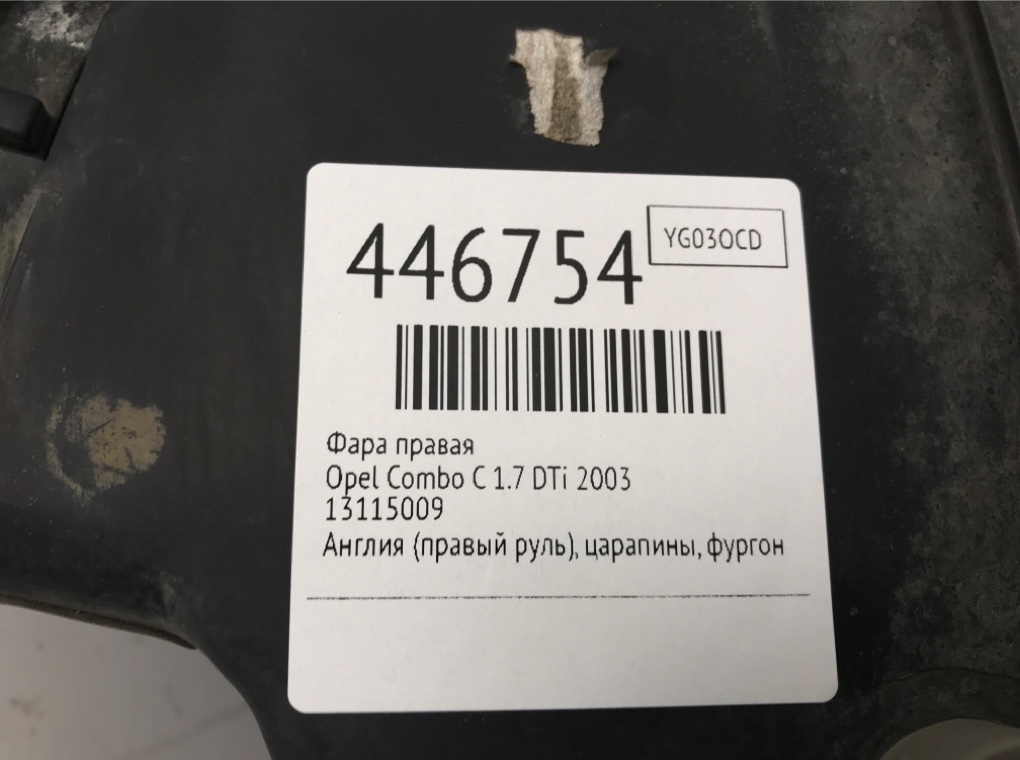 446754
YG03OCD
Фара правая
Opel Combo C 1.7 DTi 2003
13115009
Англия (правый руль), царапины, фургон